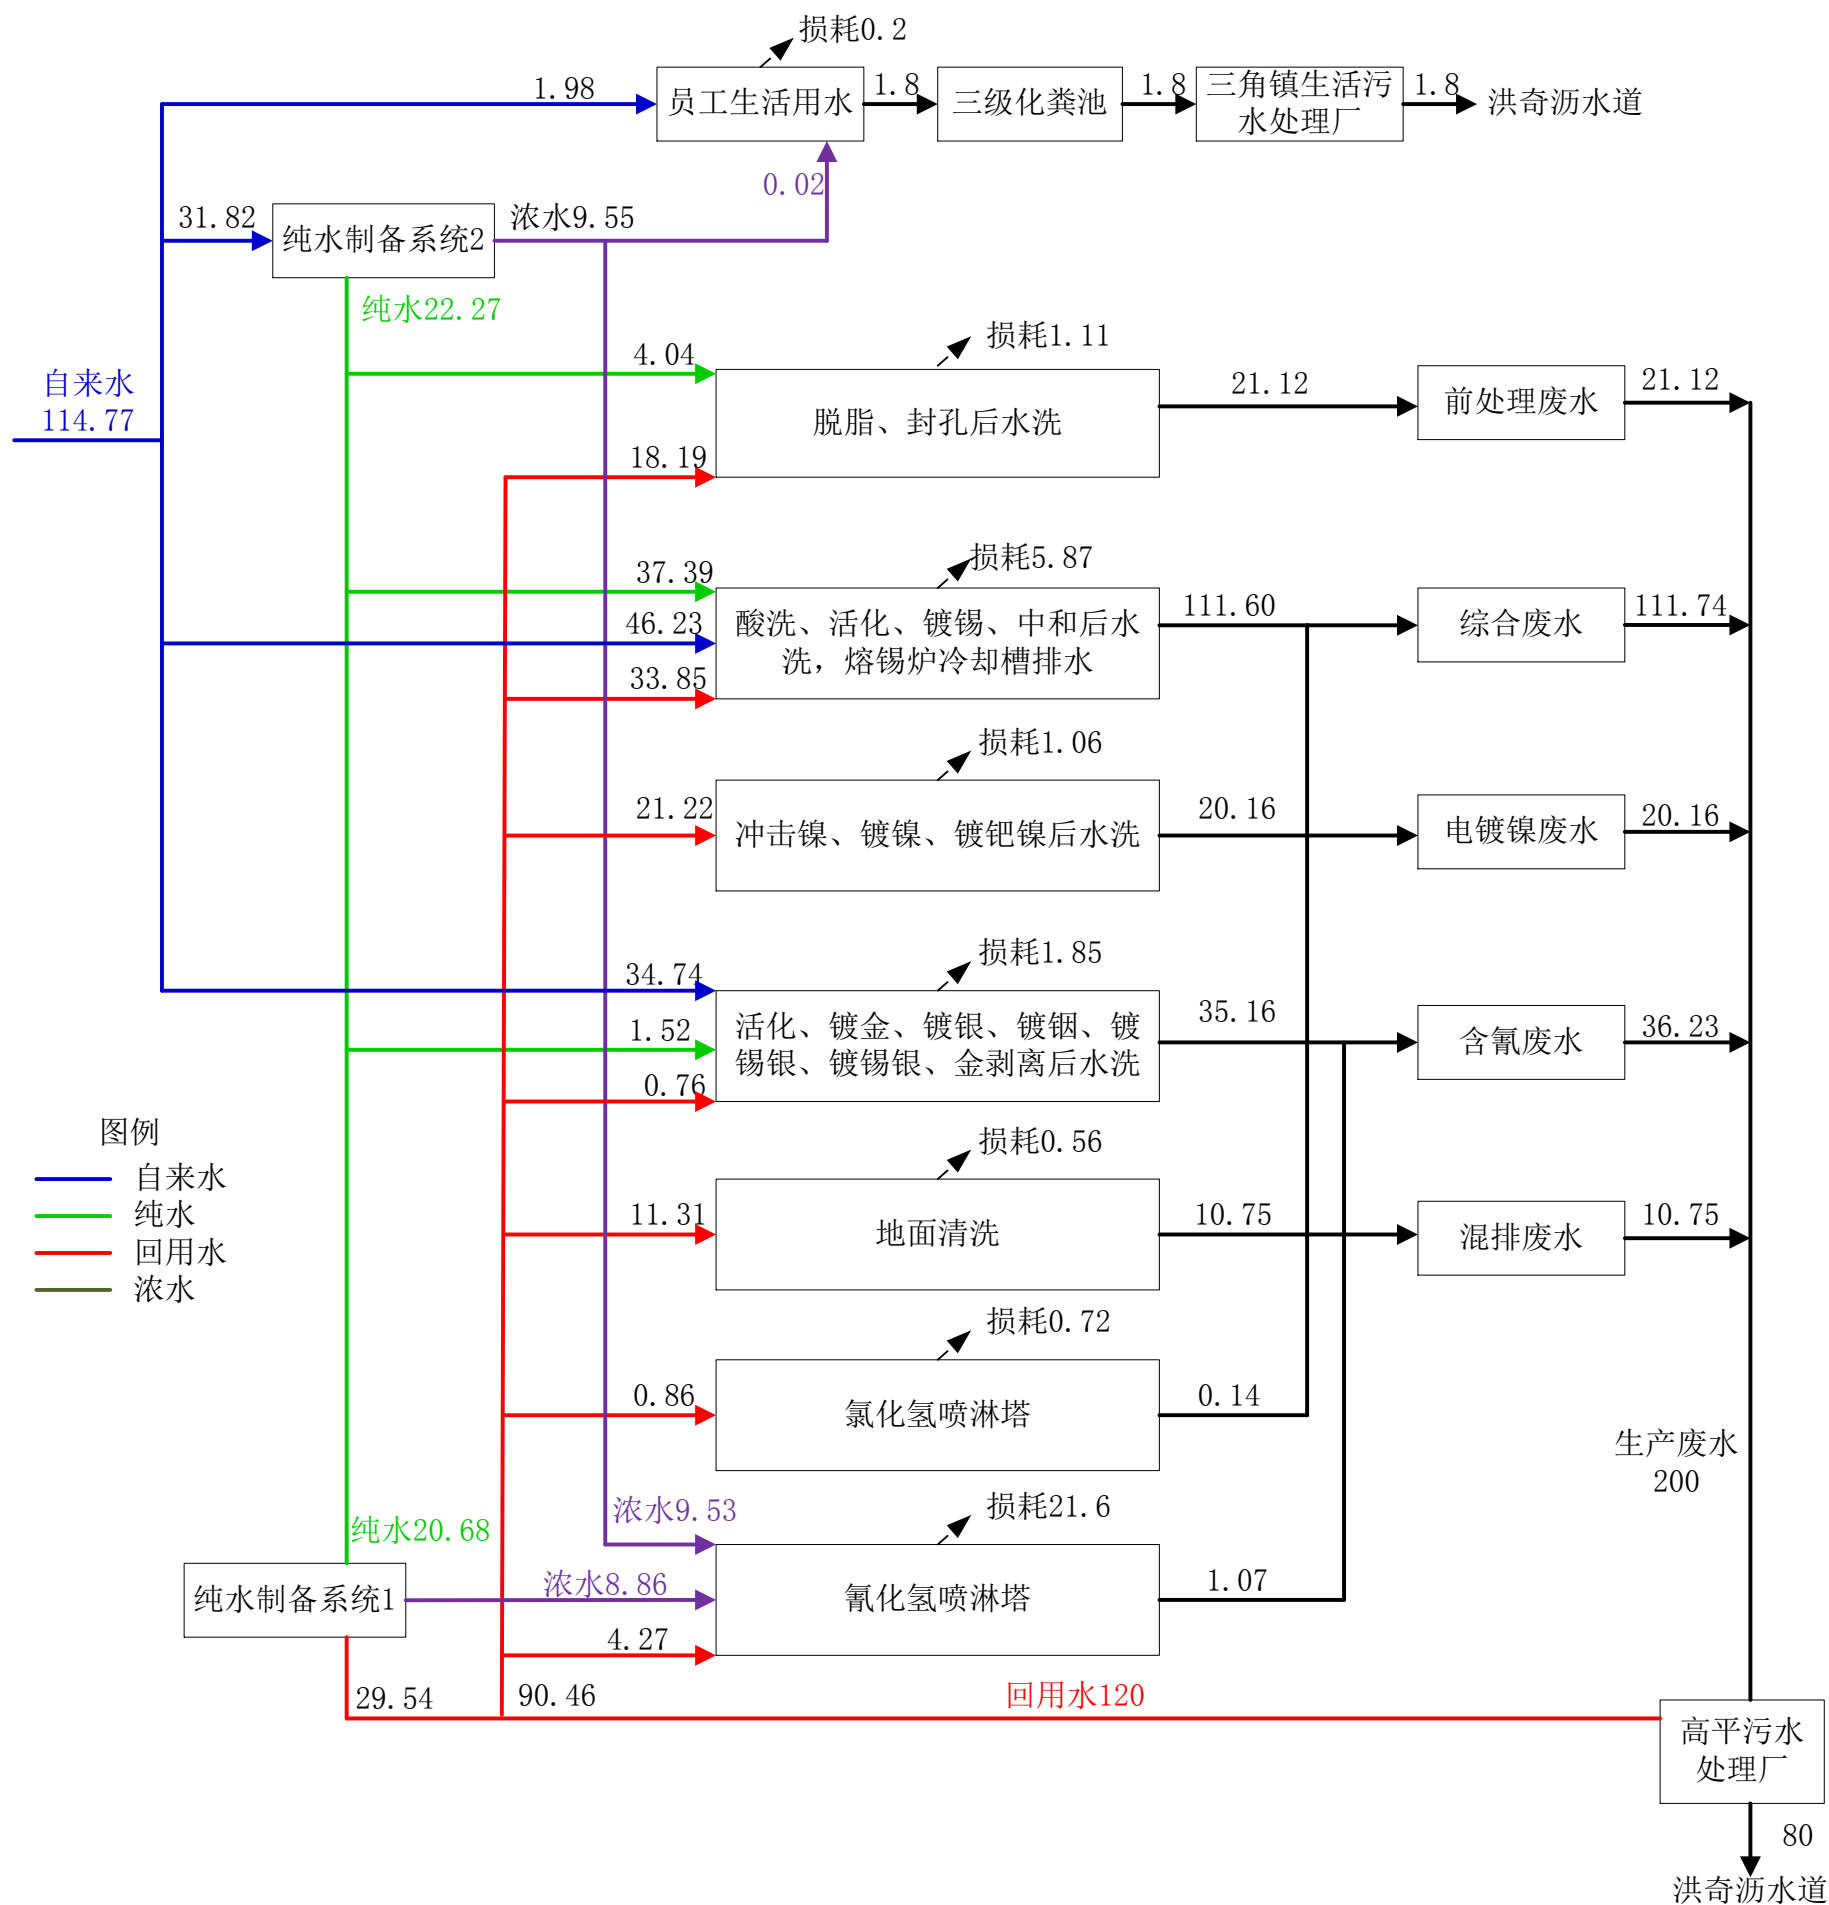 损耗0.2
1.98
员工生活用水
1.8
三级化粪池
1.8
三角镇生活污
水处理厂
1.8
洪奇沥水道
0.02
31.82
纯水制备系统2
浓水9.55
纯水22.27
自来水
114.77
4.04
损耗1.11
脱脂、封孔后水洗
18.19
21.12
前处理废水
21.12
37.39
损耗5.87
46.23
酸洗、活化、镀锡、中和后水
洗，熔锡炉冷却槽排水
33.85
111.60
综合废水
111.74
损耗1.06
21.22
冲击镍、镀镍、镀钯镍后水洗
20.16
电镀镍废水
20.16
损耗1.85
34.74
1.52
活化、镀金、镀银、镀铟、镀
锡银、镀锡银、金剥离后水洗
0.76
35.16
含氰废水
36.23
图例
自来水
纯水
回用水
浓水
损耗0.56
11.31
地面清洗
10.75
混排废水
10.75
损耗0.72
0.86
氯化氢喷淋塔
0.14
生产废水
200
浓水9.53
损耗21.6
纯水20.68
纯水制备系统1
浓水8.86
氰化氢喷淋塔
1.07
4.27
29.54
90.46
回用水120
高平污水
处理厂
80
洪奇沥水道